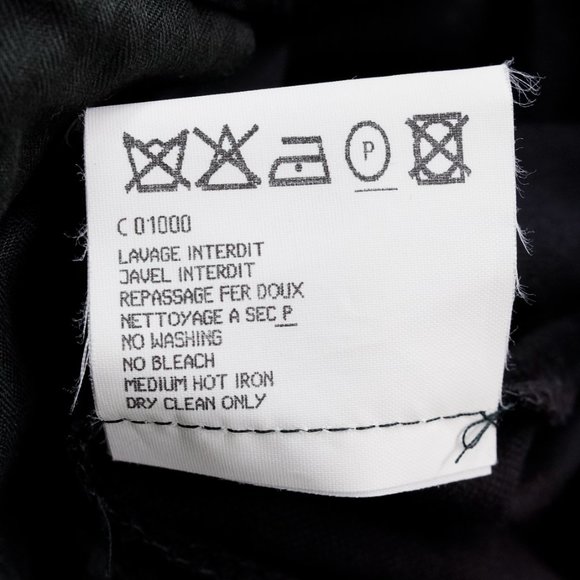 P
C 01000
LAVAGE INTERDIT
JAVEL INTERDIT
REPASSAGE FER DOUX
NETTOYAGE A SEC P
NO WASHING
NO BLEACH
MEDIUM HOT IRON
DRY CLEAN ONLY